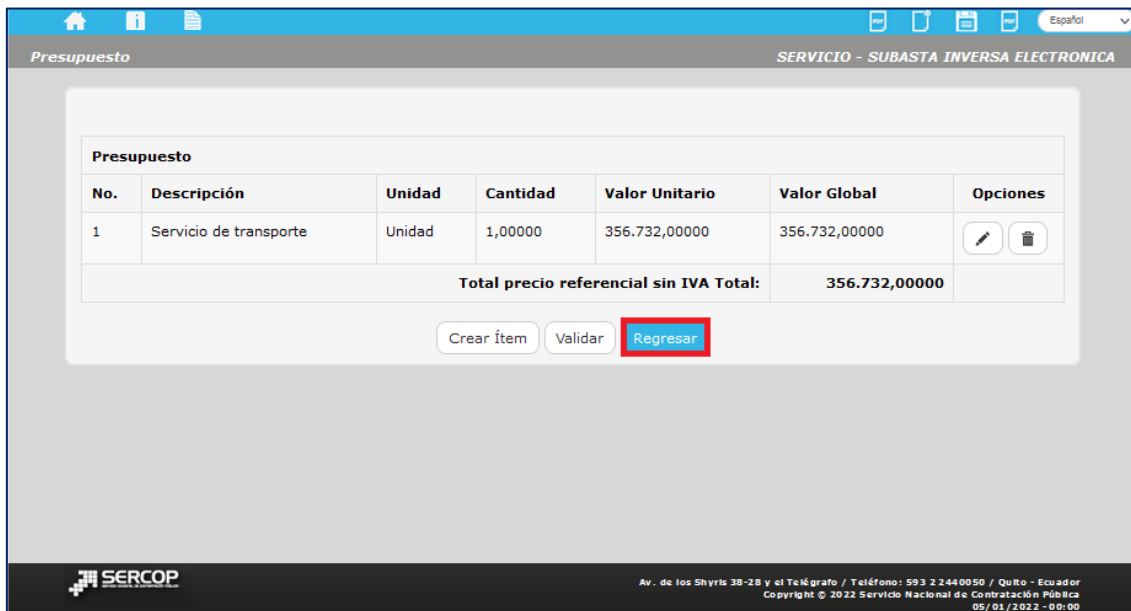 Español
Presupuesto SERVICIO - SUBASTA INVERSA ELECTRONICA
Presupuesto
No. Descripción Unidad Cantidad Valor Unitario Valor Global Opciones
1 Servicio de transporte Unidad 1,00000 356.732,00000 356.732,00000
Total precio referencial sin IVA Total: 356.732,00000
Crear Ítem Validar Regresar
SERCOP
Av. de los Shyris 38-28 y el Telégrafo / Teléfono: 593 2 2440050 / Quito - Ecuador
Copyright © 2022 Servicio Nacional de Contratación Pública
05/01/2022 - 00:00